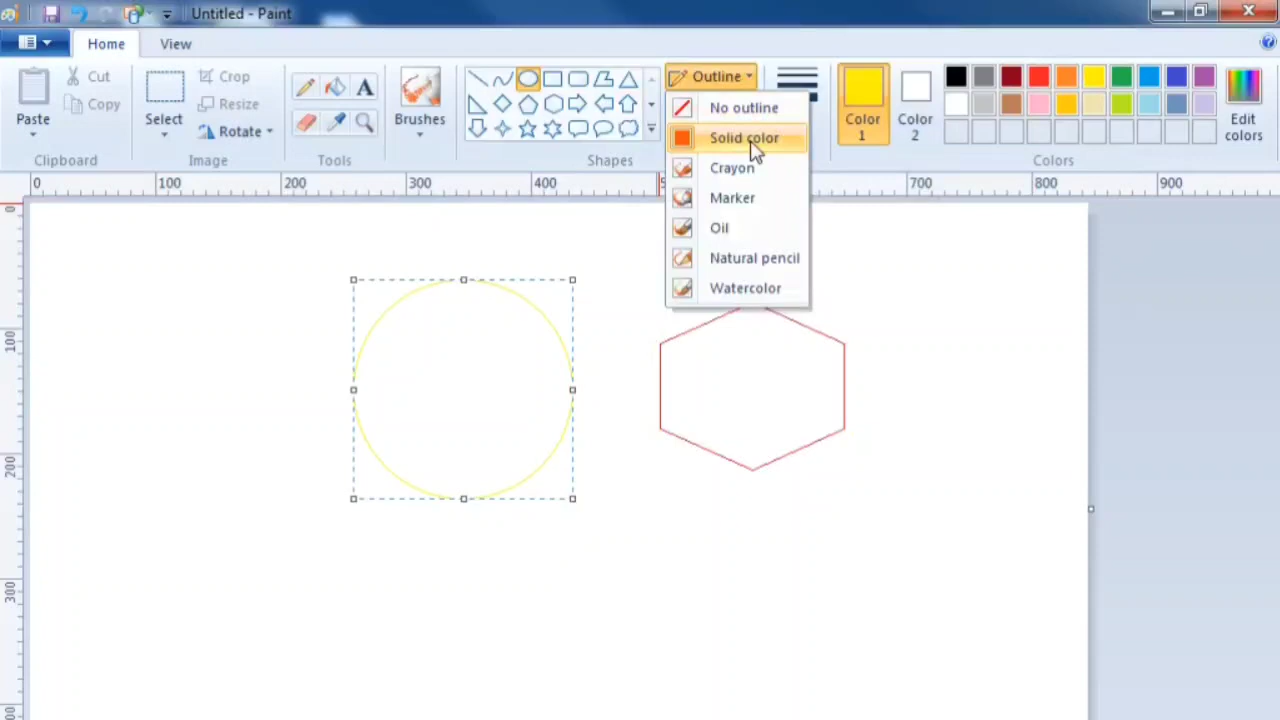 Untitled - Paint
Home View
Cut
Copy
Paste
Clipboard
Select
Crop
Resize
Rotate
Image
A
Tools
Brushes
Shapes
Outline
No outline
Solid color
Crayon
Marker
Oil
Natural pencil
Watercolor
Color
1
Color
2
Edit
colors
Colors
0 100 200 300 400 5 700 800 900
0
100
200
300